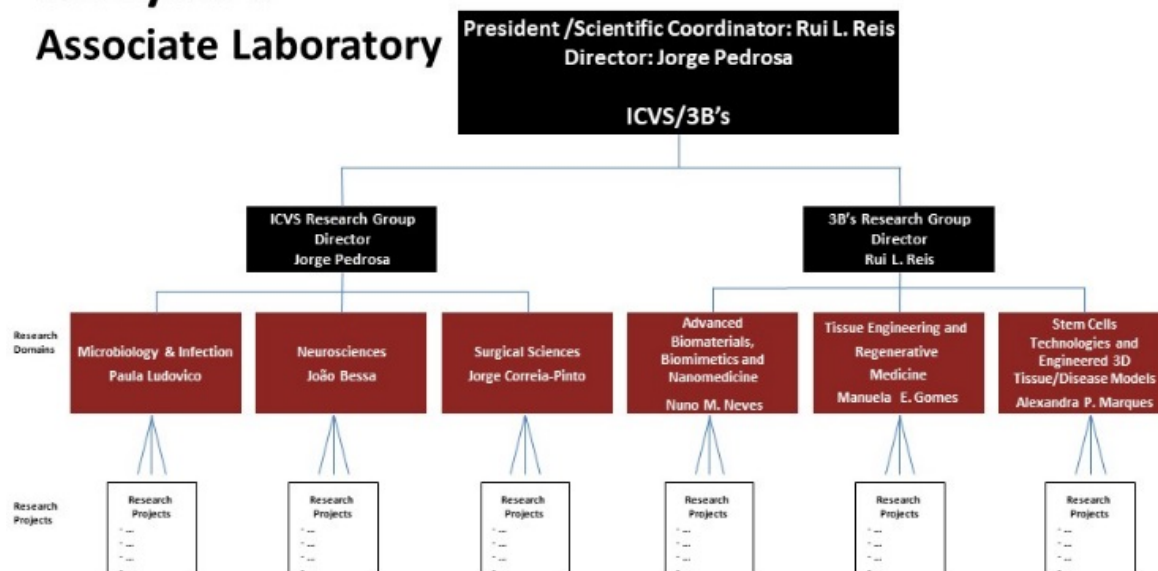 Associate Laboratory
President /Scientific Coordinator: Rui L. Reis
Director: Jorge Pedrosa
ICVS/3B’s
ICVS Research Group
Director
Jorge Pedrosa
3B’s Research Group
Director
Rui L. Reis
Research
Domains
Microbiology & Infection
Paula Ludovico
Neurosciences
João Bessa
Surgical Sciences
Jorge Correia-Pinto
Advanced
Biomaterials,
Biomimetics and
Nanomedicine
Nuno M. Neves
Tissue Engineering and
Regenerative
Medicine
Manuela E. Gomes
Stem Cells
Technologies and
Engineered 3D
Tissue/Disease Models
Alexandra P. Marques
Research
Projects
Research
Projects
- ...
- ...
- ...
Research
Projects
- ...
- ...
- ...
Research
Projects
- ...
- ...
- ...
Research
Projects
- ...
- ...
- ...
Research
Projects
- ...
- ...
- ...
Research
Projects
- ...
- ...
- ...